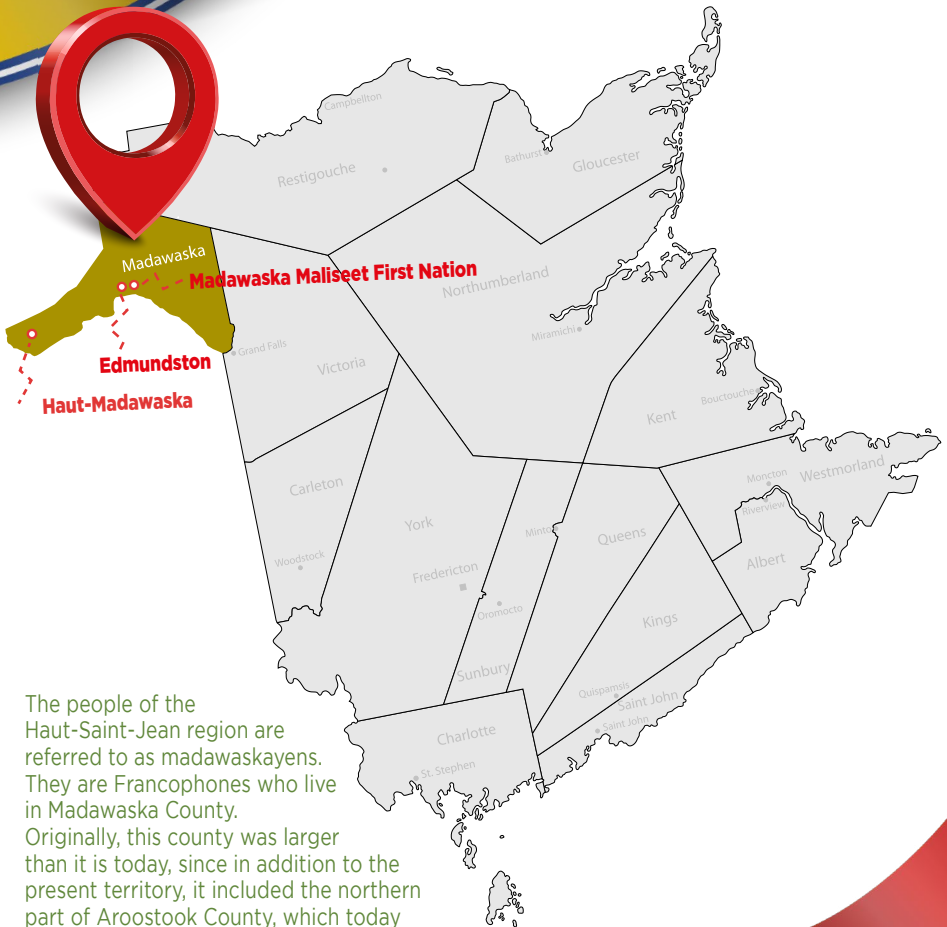 Campbellton
Restigouche
Bathurst
Gloucester
Madawaska
Madawaska Maliseet First Nation
Northumberland
Miramichi
Grand Falls
Edmundston
Victoria
Haut-Madawaska
Kent
Bouctouche
Carleton
Moncton
Westmorland
York
Minto
Queens
Riverview
Woodstock
Albert
Fredericton
Oromocto
Kings
Sunbury
Quispamsis
Saint John
Saint John
Charlotte
St. Stephen
The people of the
Haut-Saint-Jean region are
referred to as madawaskayens.
They are Francophones who live
in Madawaska County.
Originally, this county was larger
than it is today, since in addition to the
present territory, it included the northern
part of Aroostook County, which today